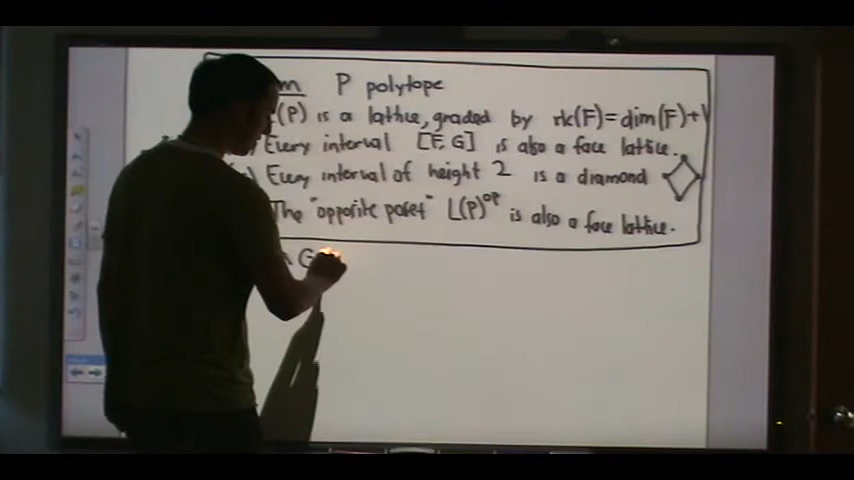 P polytope
(P) is a lattice, graded by rk(F)=dim(F)+1
Every interval [F,G] is also a face lattice.
Every interval of height 2 is a diamond
The "opposite poset" L(P)^op is also a face lattice.